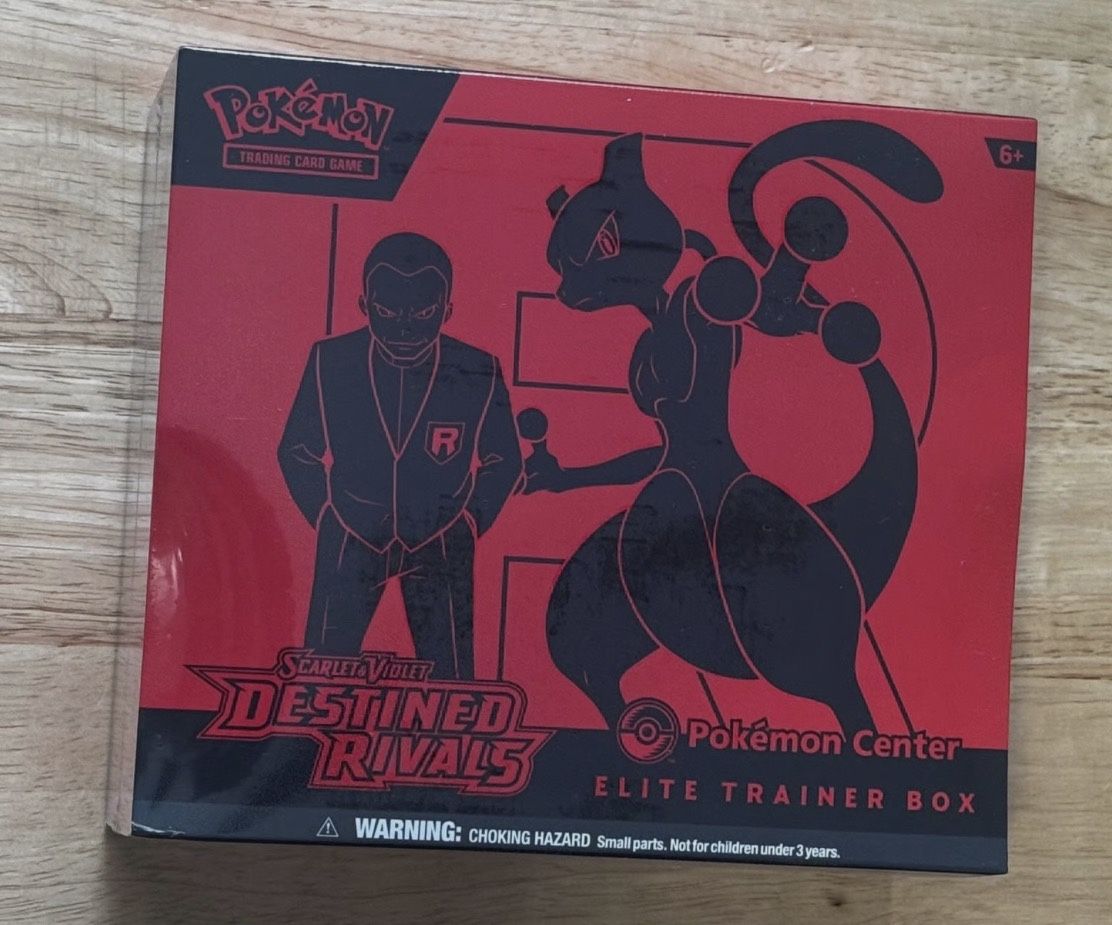 POKéMON
TRADING CARD GAME
6+
R
SCARLET & VIOLET
DESTINED
RIVALS
Pokémon Center
ELITE TRAINER BOX
WARNING: CHOKING HAZARD Small parts. Not for children under 3 years.